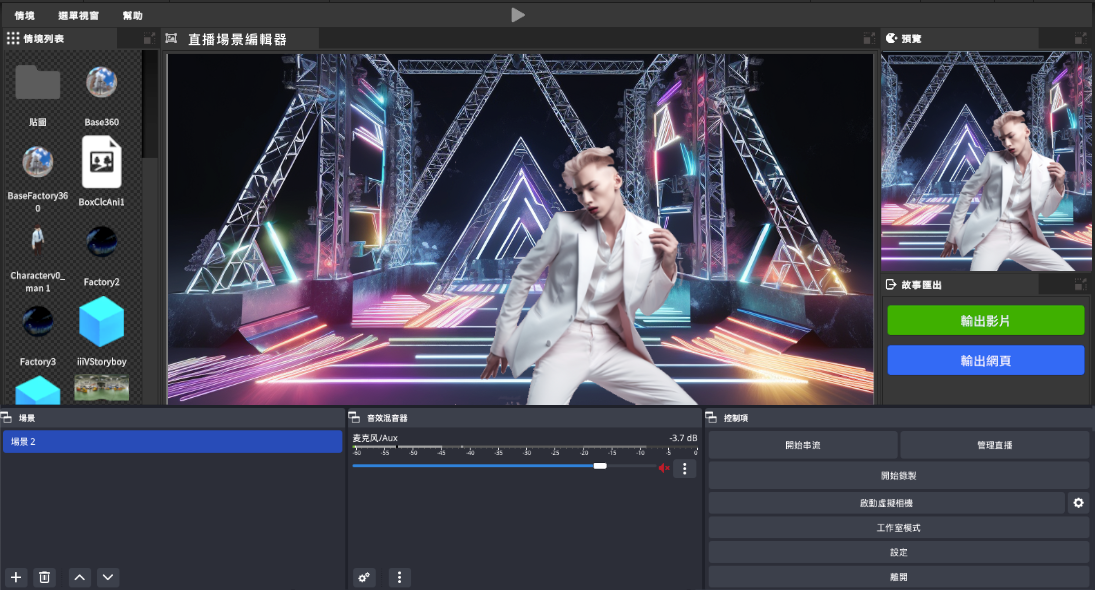 情境 選單視窗 幫助
情境列表
直播場景編輯器
預覽
貼圖
Base360
BaseFactory36
0
BoxClcAni1
Characterv0_
man 1
Factory2
Factory3
iiiVStoryboy
故事匯出
輸出影片
輸出網頁
場景
場景 2
音效混音器
麦克风/Aux
-3.7 dB
-60 -55 -50 -45 -40 -35 -30 -25 -20 -15 -10 -5 0
控制項
開始串流
管理直播
開始錄製
啟動虛擬相機
工作室模式
設定
離開